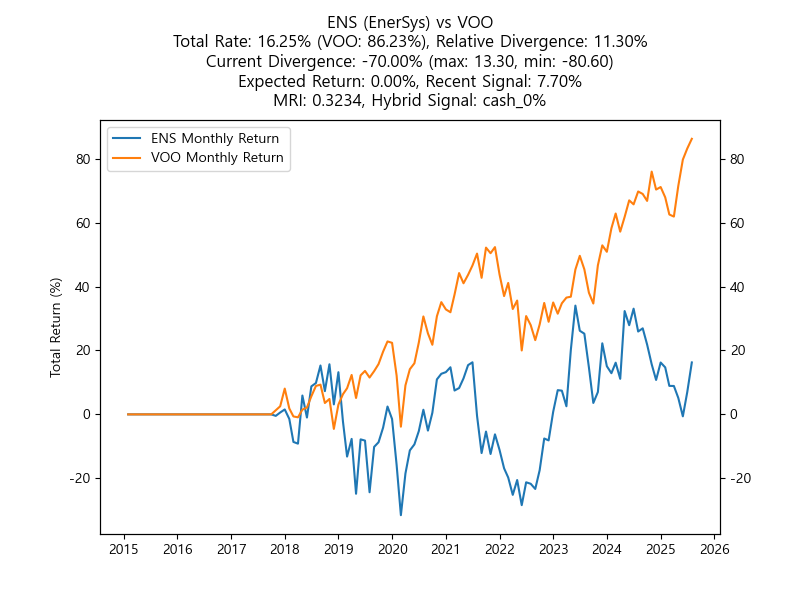 ENS (EnerSys) vs VOO
Total Rate: 16.25% (VOO: 86.23%), Relative Divergence: 11.30%
Current Divergence: -70.00% (max: 13.30, min: -80.60)
Expected Return: 0.00%, Recent Signal: 7.70%
MRI: 0.3234, Hybrid Signal: cash_0%
ENS Monthly Return
VOO Monthly Return
Total Return (%)
80
60
40
20
0
-20
80
60
40
20
0
-20
2015 2016 2017 2018 2019 2020 2021 2022 2023 2024 2025 2026